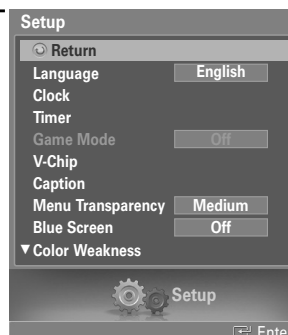 Setup
Return
Language English
Clock
Timer
Game Mode Off
V-Chip
Caption
Menu Transparency Medium
Blue Screen Off
▼Color Weakness
Setup
Ente